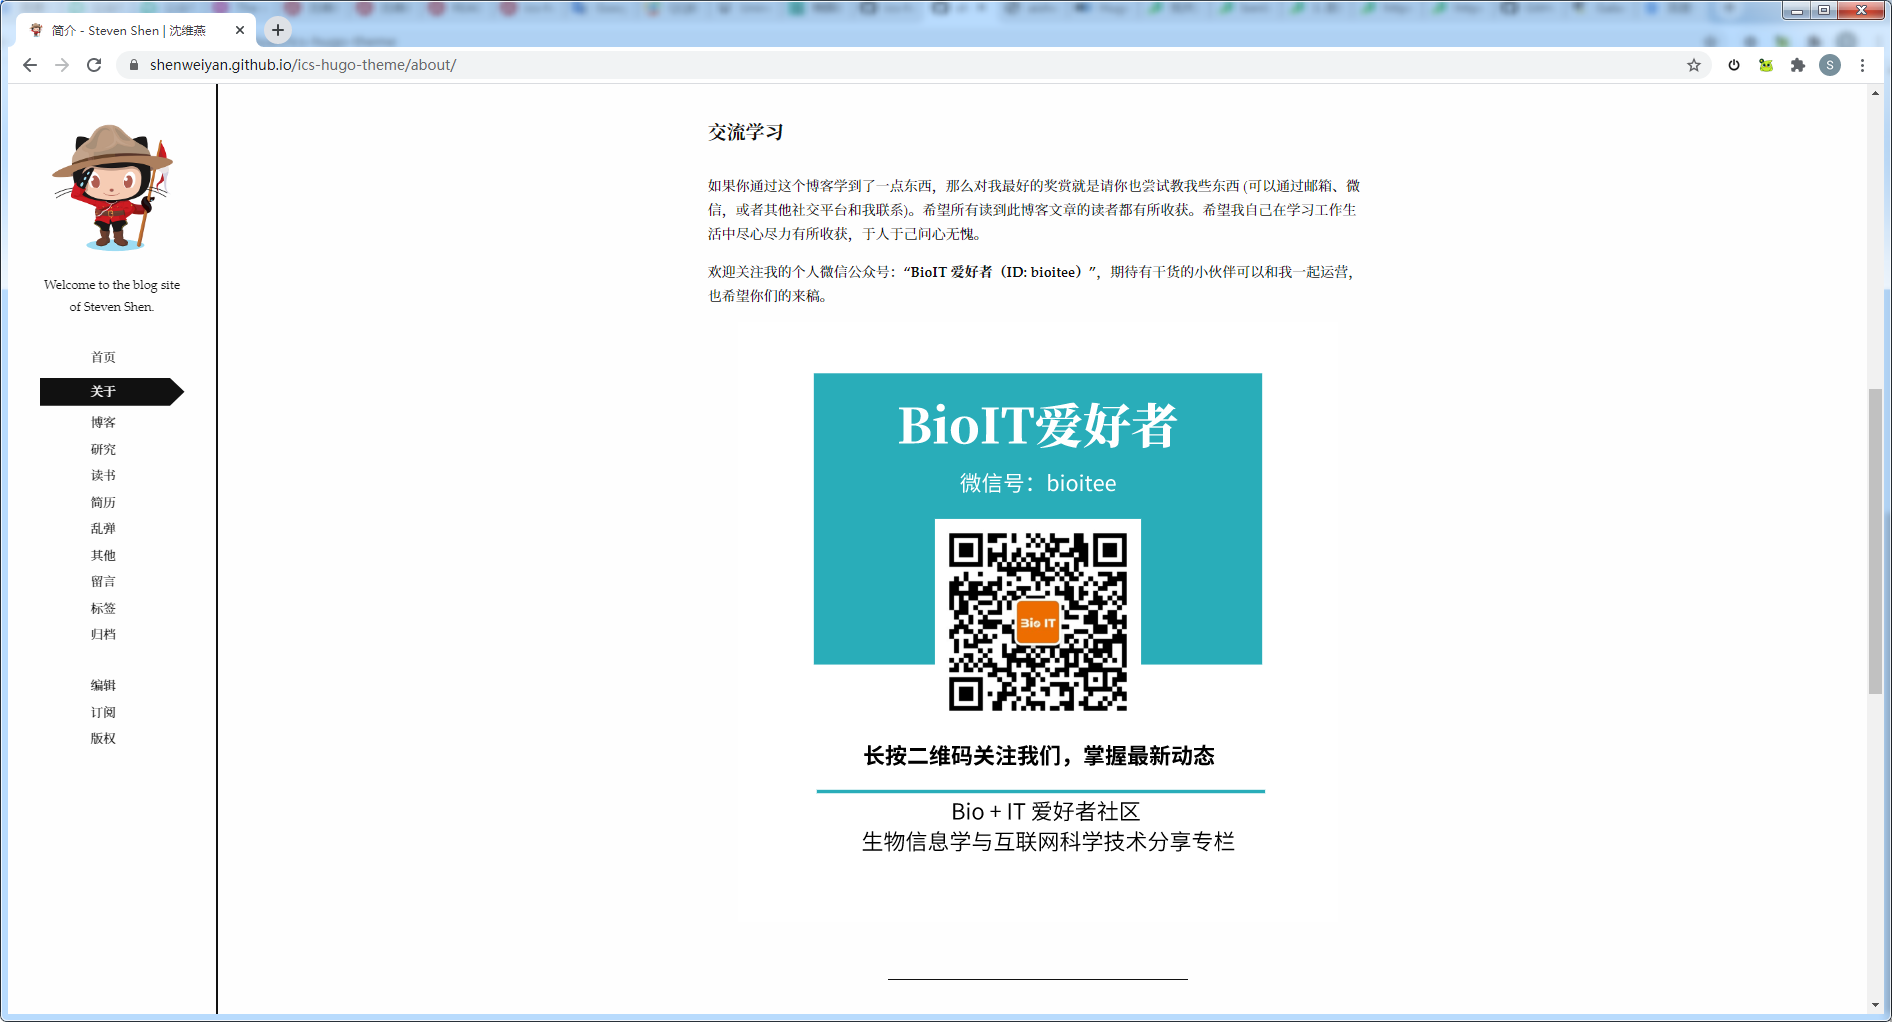 简介 - Steven Shen | 沈维燕
shenweiyan.github.io/ics-hugo-theme/about/
S
Welcome to the blog site
of Steven Shen.
首页
关于
博客
研究
读书
简历
乱弹
其他
留言
标签
归档
编辑
订阅
版权
交流学习
如果你通过这个博客学到了一点东西，那么对我最好的奖赏就是请你也尝试教我些东西 (可以通过邮箱、微
信，或者其他社交平台和我联系)。希望所有读到此博客文章的读者都有所收获。希望我自己在学习工作生
活中尽心尽力有所收获，于人于己问心无愧。
欢迎关注我的个人微信公众号：“BioIT 爱好者（ID: bioitee）”，期待有干货的小伙伴可以和我一起运营，
也希望你们的来稿。
BioIT爱好者
微信号：bioitee
Bio IT
长按二维码关注我们，掌握最新动态
Bio + IT 爱好者社区
生物信息学与互联网科学技术分享专栏